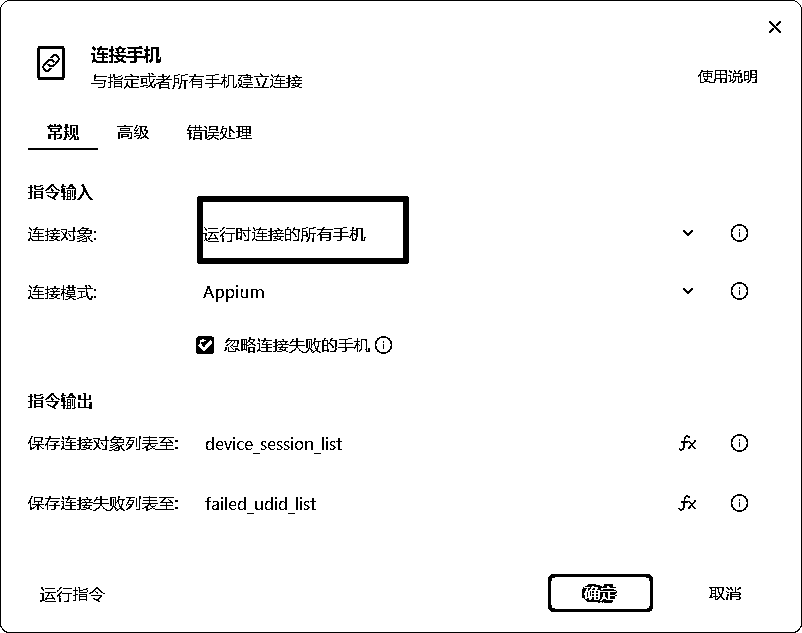 连接手机
与指定或者所有手机建立连接
使用说明
常规 高级 错误处理
指令输入
连接对象: 运行时连接的所有手机
连接模式: Appium
忽略连接失败的手机
指令输出
保存连接对象列表至: device_session_list fx
保存连接失败列表至: failed_udid_list fx
运行指令 确定 取消